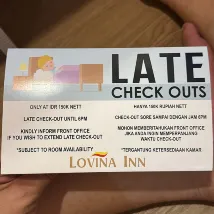 LATE
CHECK OUTS
ONLY AT IDR 150K NETT
LATE CHECK-OUT UNTIL 6PM
KINDLY INFORM FRONT OFFICE
IF YOU WISH TO EXTEND LATE CHECK-OUT
*SUBJECT TO ROOM AVAILABILITY
HANYA 150K RUPIAH NETT
CHECK-OUT SORE SAMPAI DENGAN JAM 6PM
MOHON MEMBERITAHUKAN FRONT OFFICE
JIKA ANDA INGIN MEMPERPANJANG
WAKTU CHECK-OUT
*TERGANTUNG KETERSEDIAAN KAMAR
LOVINA INN